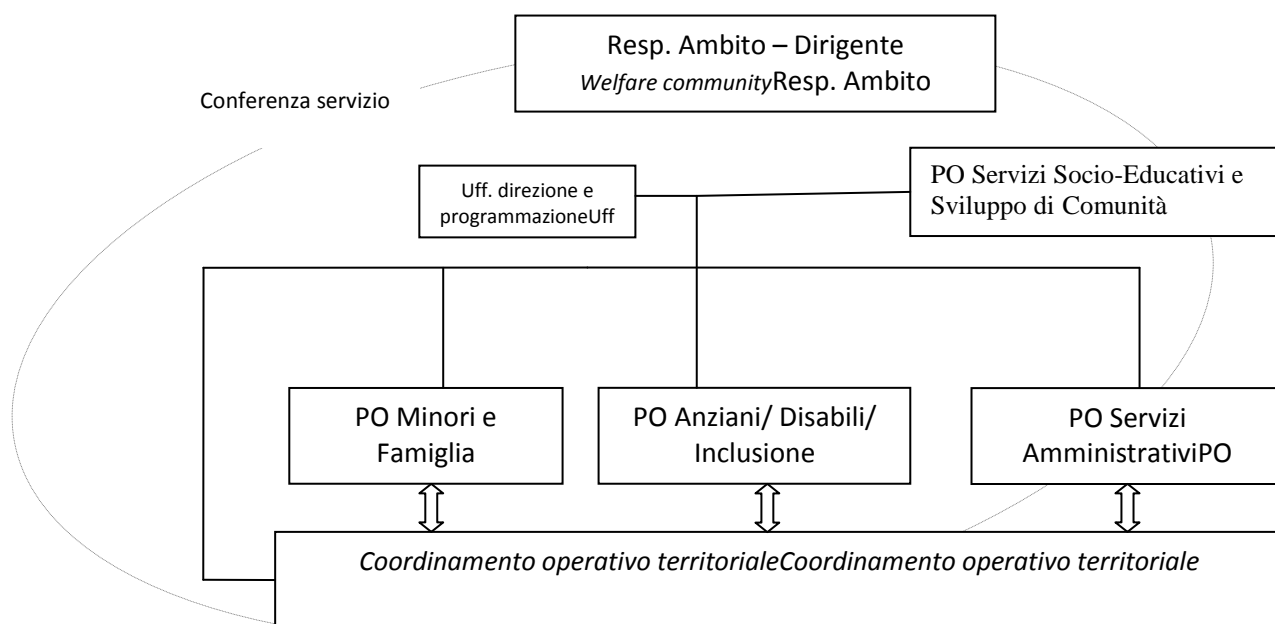 Resp. Ambito – Dirigente
Welfare communityResp. Ambito
Conferenza servizio
Uff. direzione e
programmazioneUff
PO Servizi Socio-Educativi e
Sviluppo di Comunità
PO Minori e
Famiglia
PO Anziani/ Disabili/
Inclusione
PO Servizi
AmministrativiPO
Coordinamento operativo territorialeCoordinamento operativo territoriale